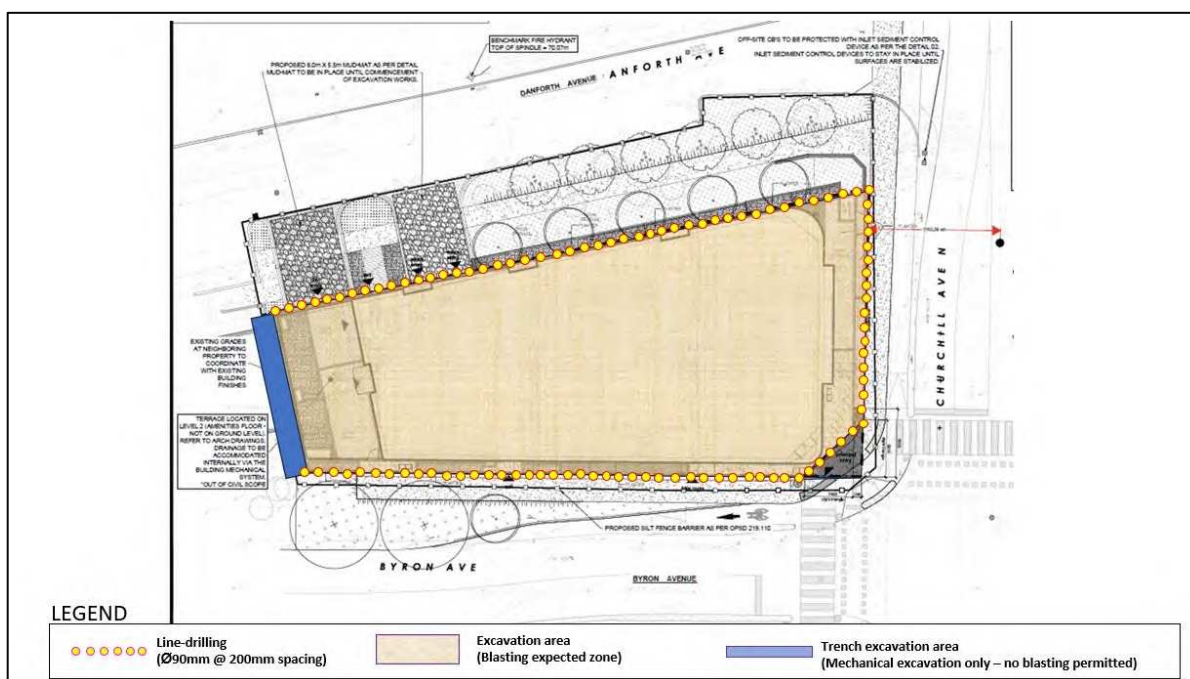 BENCHMARK FIRE HYDRANT
TOP OF SPINDLE = 70.07m
OFF-SITE CB'S TO BE PROTECTED WITH INLET SEDIMENT CONTROL
DEVICE AS PER THE DETAIL 02.
INLET SEDIMENT CONTROL DEVICES TO STAY IN PLACE UNTIL
SURFACES ARE STABILIZED.
PROPOSED 5.0m X 5.5m MUD-MAT AS PER DETAIL
MUD-MAT TO BE IN PLACE UNTIL COMMENCEMENT
OF EXCAVATION WORKS.
DANFORTH AVENUE
ANFORTH AVE
CHURCHILL AVE N
EXISTING GRADES
AT NEIGHBORING
PROPERTY TO
COORDINATE
WITH EXISTING
BUILDING
FINISHES
TERRACE LOCATED ON
LEVEL 2 (AMENITIES FLOOR -
NOT ON GROUND LEVEL)
REFER TO ARCH DRAWINGS.
DRAINAGE TO BE
ACCOMMODATED
INTERNALLY VIA THE
BUILDING MECHANICAL
SYSTEM.
*OUT OF CIVIL SCOPE
PROPOSED SILT FENCE BARRIER AS PER OPSD 219.110
BYRON AVE
BYRON AVENUE
LEGEND
Line-drilling
(Ø90mm @ 200mm spacing)
Excavation area
(Blasting expected zone)
Trench excavation area
(Mechanical excavation only – no blasting permitted)